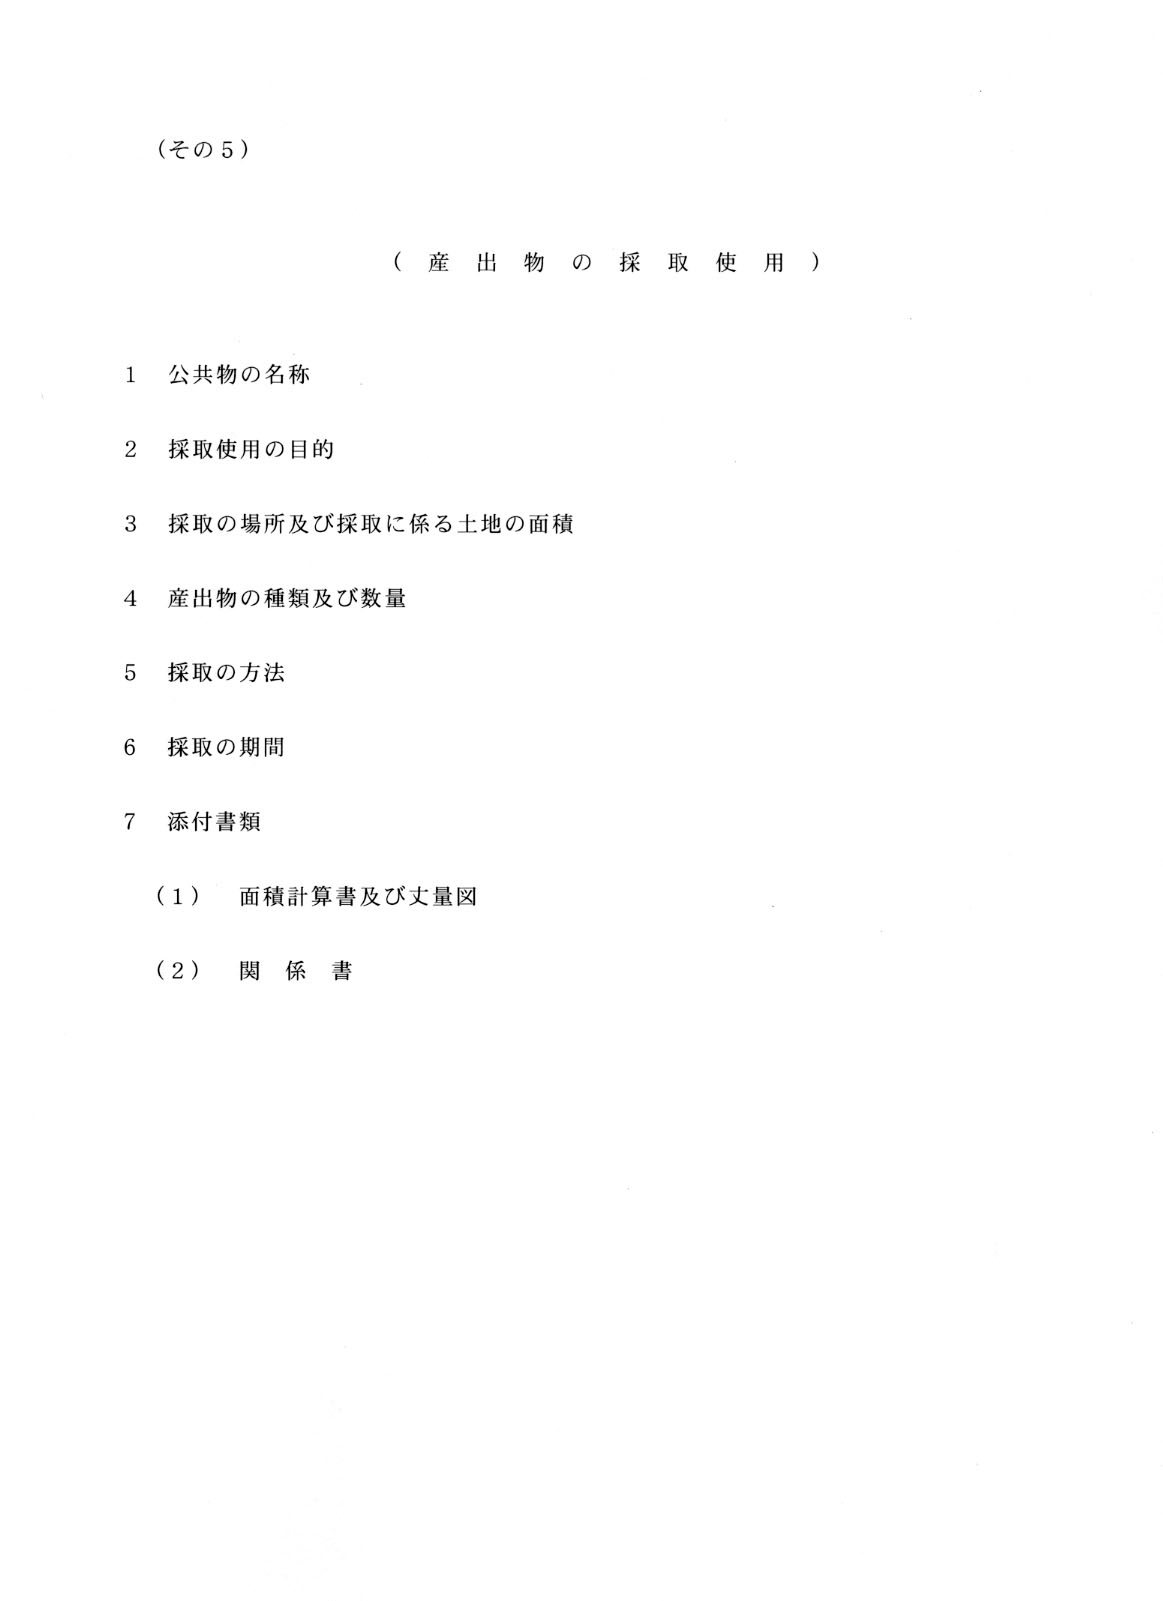 （その５）
（ 産 出 物 の 採 取 使 用 ）
１　公共物の名称
２　採取使用の目的
３　採取の場所及び採取に係る土地の面積
４　産出物の種類及び数量
５　採取の方法
６　採取の期間
７　添付書類
（１）　面積計算書及び丈量図
（２）　関　係　書